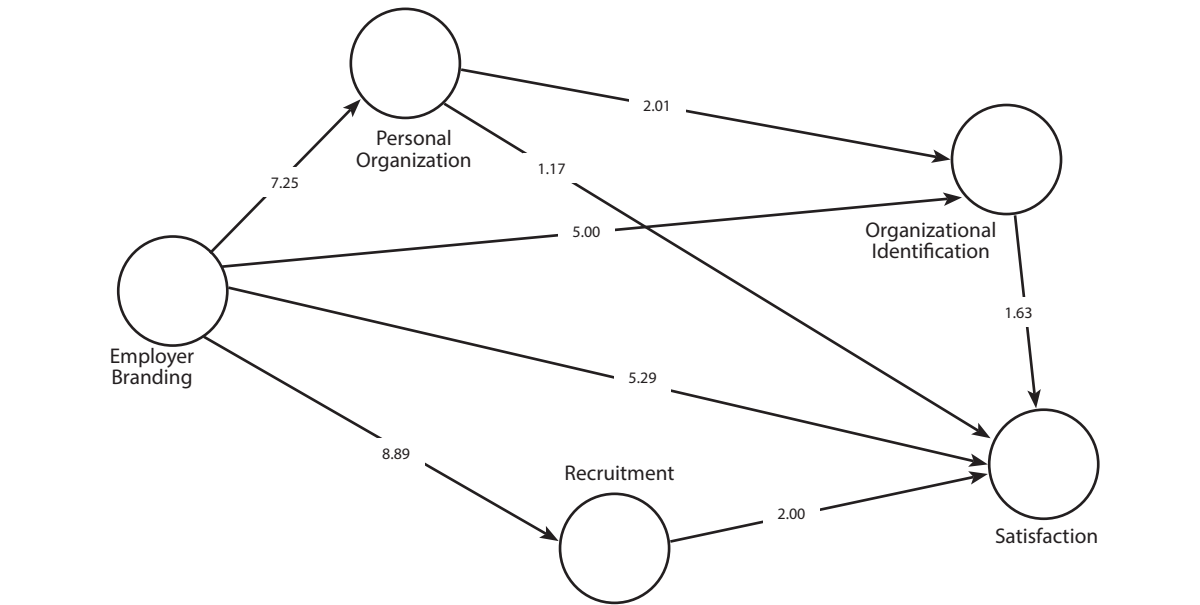 2.01
Personal
Organization
1.17
7.25
5.00
Organizational
Identification
1.63
Employer
Branding
5.29
8.89
Recruitment
2.00
Satisfaction